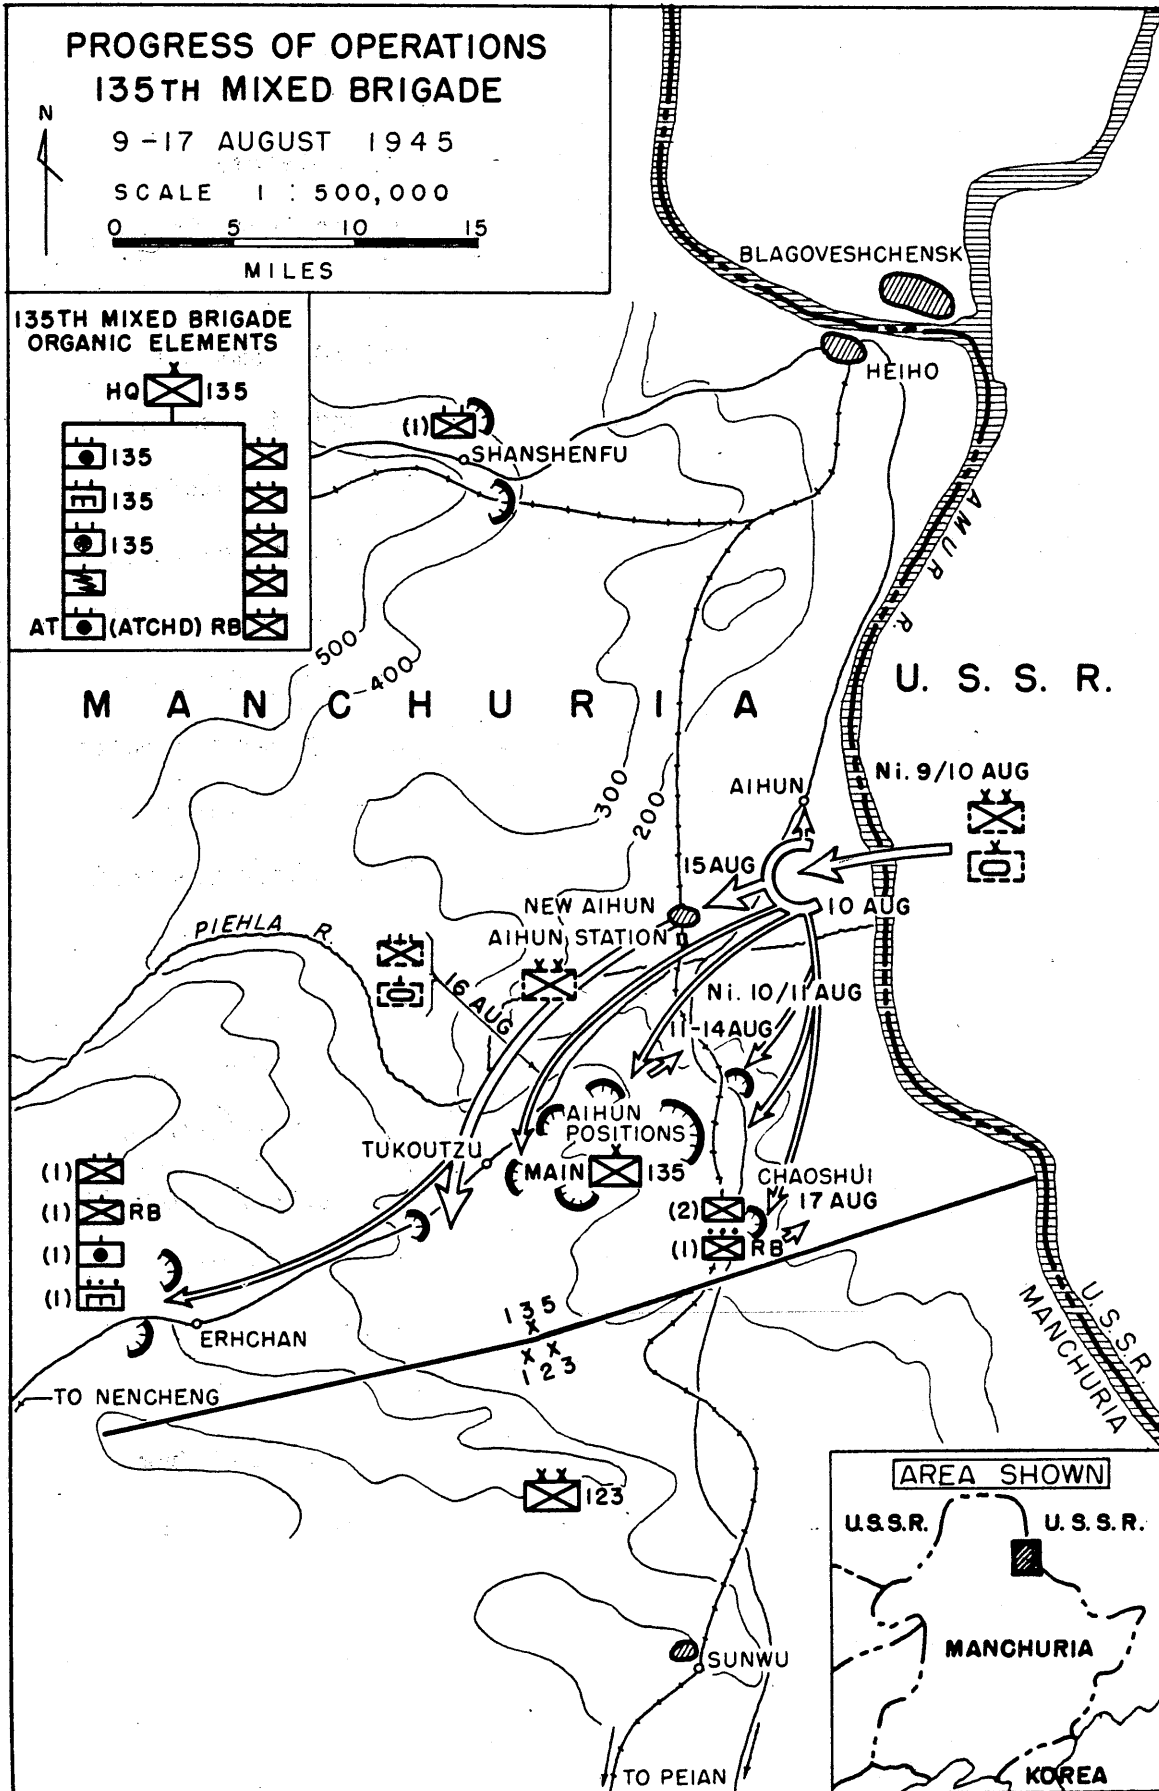 PROGRESS OF OPERATIONS
135TH MIXED BRIGADE
9-17 AUGUST 1945
SCALE 1 : 500,000
0 5 10 15
MILES
N
135TH MIXED BRIGADE
ORGANIC ELEMENTS
HQ 135
135
135
135
AT (ATCHD) RB
BLAGOVESHCHENSK
HEIHO
(1)
SHANSHENFU
AMUR R.
500
400
MANCHURIA
U. S. S. R.
300
200
AIHUN
Ni. 9/10 AUG
15 AUG
10 AUG
NEW AIHUN
AIHUN STATION
PIEHLA R.
16 AUG
Ni. 10/11 AUG
11-14 AUG
AIHUN
POSITIONS
TUKOUTZU
MAIN 135
CHAOSHUI
17 AUG
(1)
(1) RB
(1)
(1)
(2)
(1) RB
ERHCHAN
135
123
TO NENCHENG
U.S.S.R.
MANCHURIA
123
SUNWU
TO PEIAN
AREA SHOWN
U.S.S.R. U.S.S.R.
MANCHURIA
KOREA